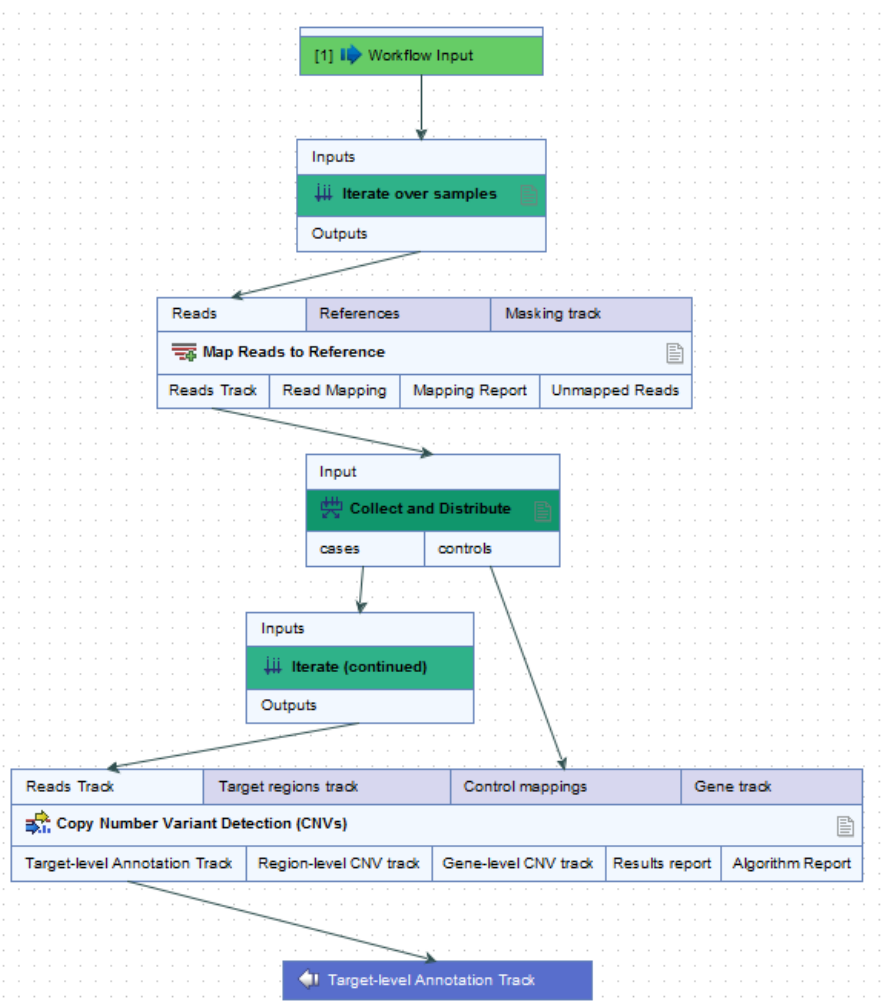 [1] Workflow Input
Inputs
Iterate over samples
Outputs
Reads References Masking track
Map Reads to Reference
Reads Track Read Mapping Mapping Report Unmapped Reads
Input
Collect and Distribute
cases controls
Inputs
Iterate (continued)
Outputs
Reads Track Target regions track Control mappings Gene track
Copy Number Variant Detection (CNVs)
Target-level Annotation Track Region-level CNV track Gene-level CNV track Results report Algorithm Report
Target-level Annotation Track